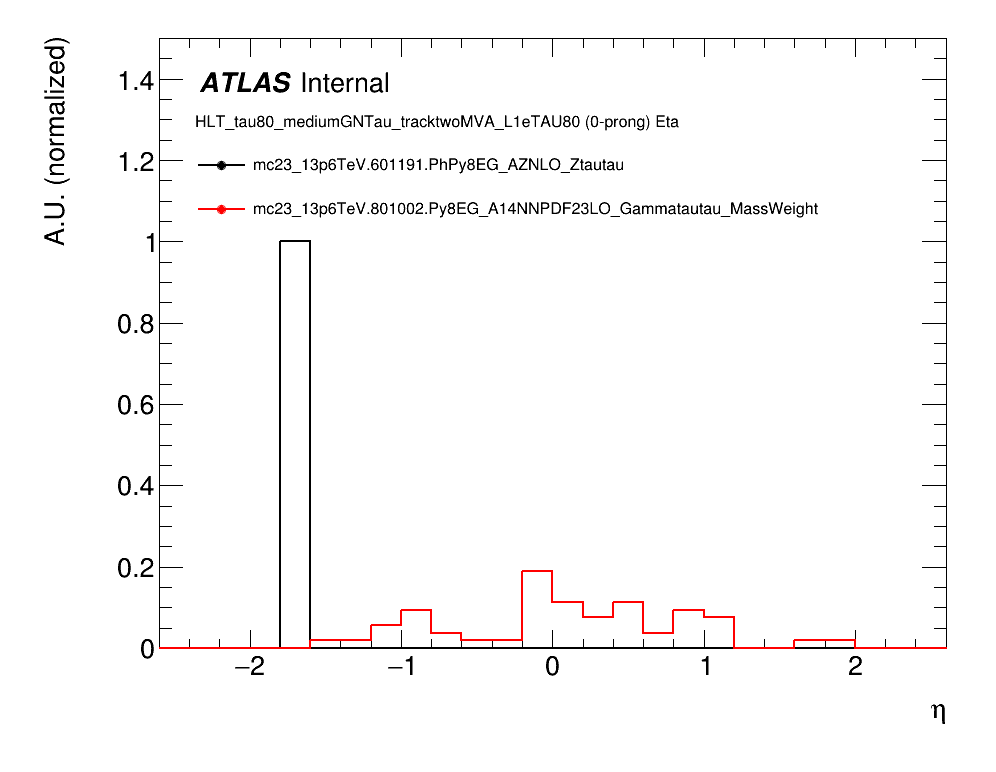 A.U. (normalized)
ATLAS Internal
HLT_tau80_mediumGNTau_tracktwoMVA_L1eTAU80 (0-prong) Eta
mc23_13p6TeV.601191.PhPy8EG_AZNLO_Ztautau
mc23_13p6TeV.801002.Py8EG_A14NNPDF23LO_Gammatautau_MassWeight
1.4
1.2
1
0.8
0.6
0.4
0.2
0
−2 −1 0 1 2
η